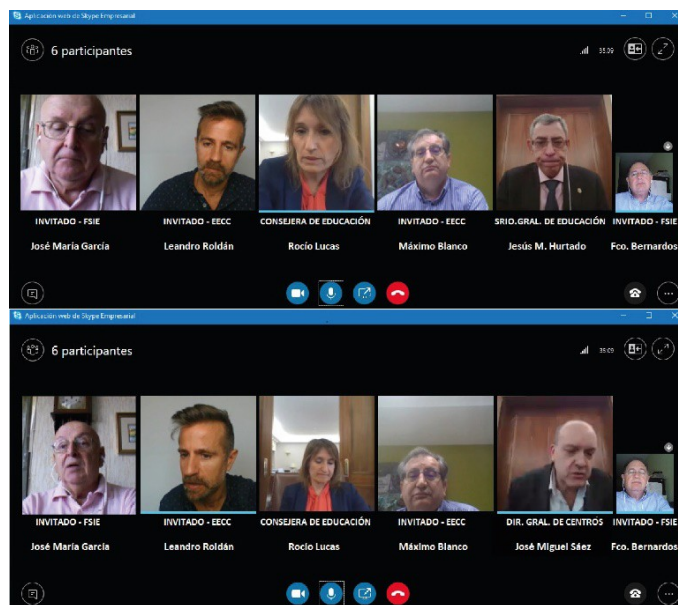 Aplicación web de Skype Empresarial
6 participantes
35:09
INVITADO - FSIE
INVITADO - EECC
CONSEJERA DE EDUCACIÓN
INVITADO - EECC
SRIO.GRAL. DE EDUCACIÓN
INVITADO - FSIE
José María García
Leandro Roldán
Rocío Lucas
Máximo Blanco
Jesús M. Hurtado
Fco. Bernardos
Aplicación web de Skype Empresarial
6 participantes
35:09
INVITADO - FSIE
INVITADO - EECC
CONSEJERA DE EDUCACIÓN
INVITADO - EECC
DIR. GRAL. DE CENTROS
INVITADO - FSIE
José María García
Leandro Roldán
Rocío Lucas
Máximo Blanco
José Miguel Sáez
Fco. Bernardos